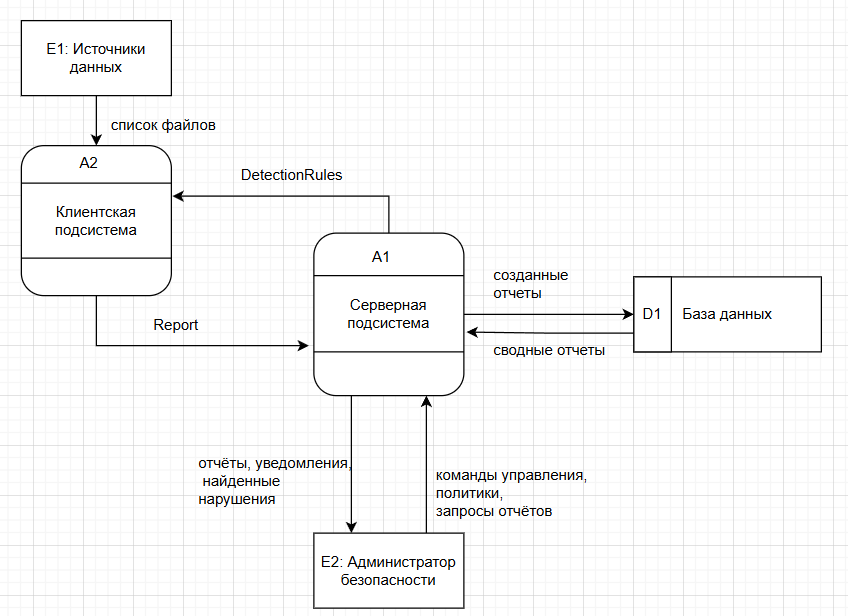 E1: Источники
данных
список файлов
A2
Клиентская
подсистема
DetectionRules
A1
Серверная
подсистема
созданные
отчеты
D1
База данных
сводные отчеты
Report
отчёты, уведомления,
найденные
нарушения
команды управления,
политики,
запросы отчётов
E2: Администратор
безопасности